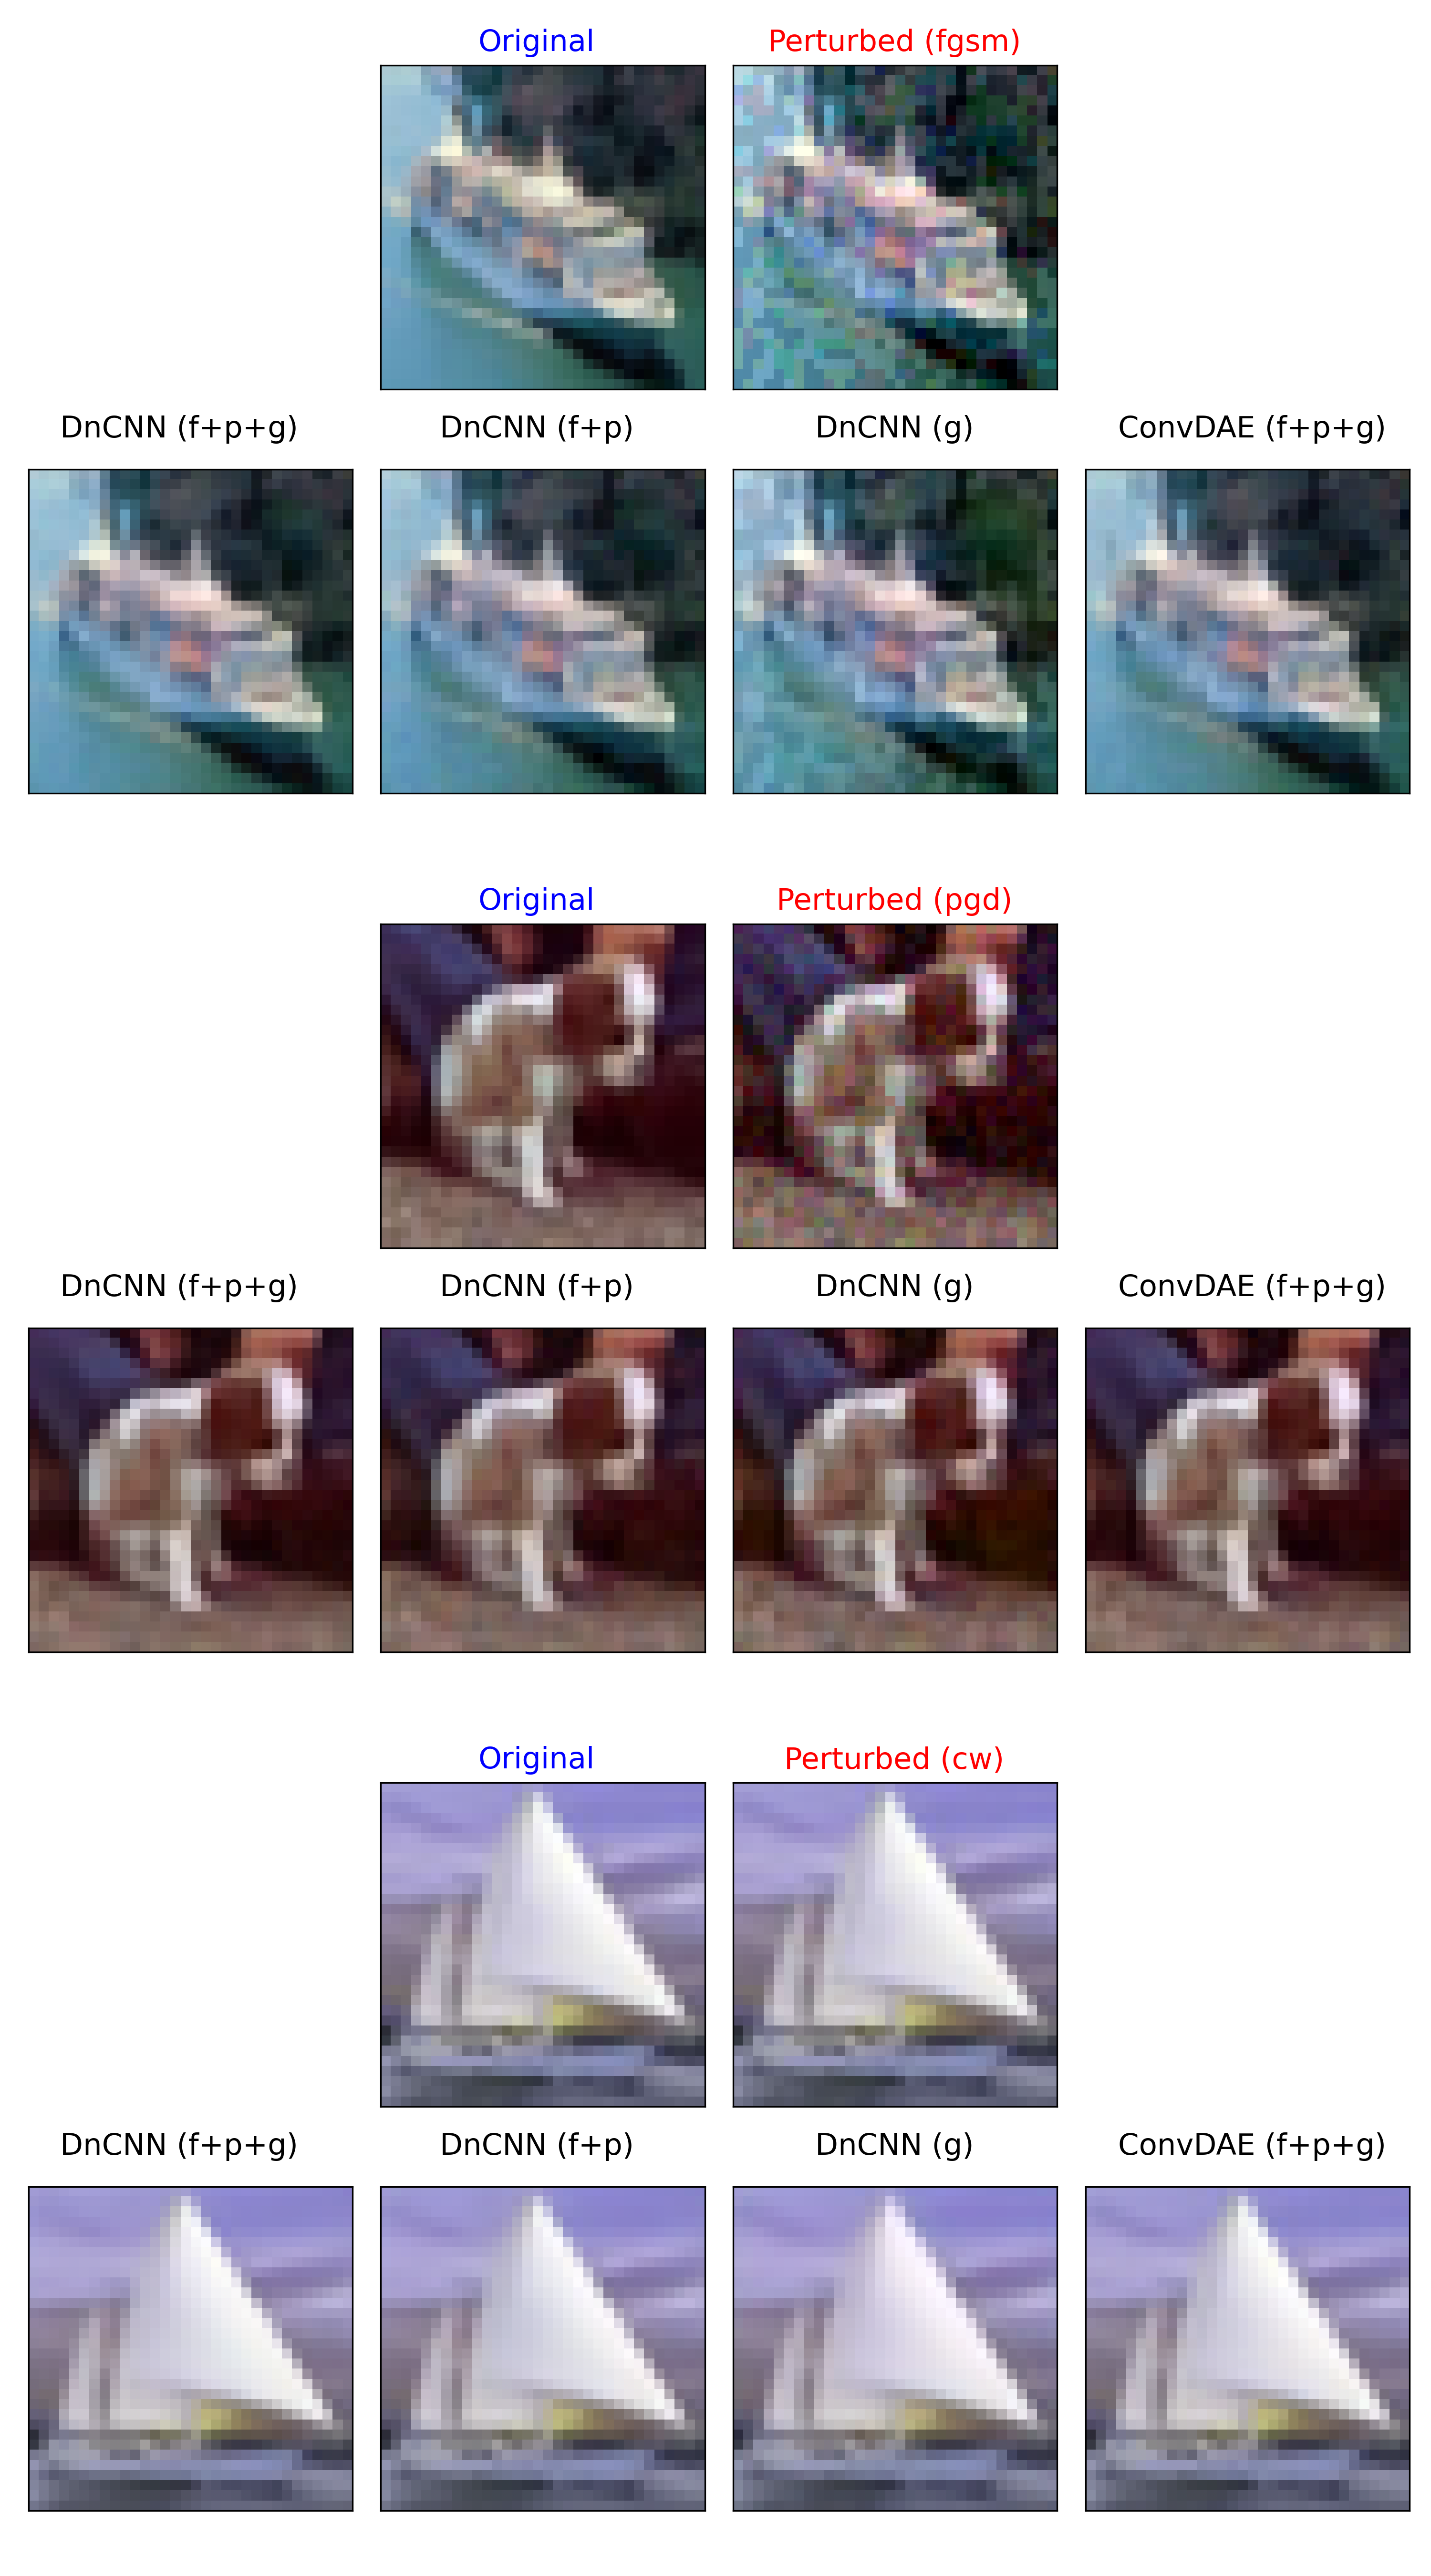 Original Perturbed (fgsm)
DnCNN (f+p+g) DnCNN (f+p) DnCNN (g) ConvDAE (f+p+g)
Original Perturbed (pgd)
DnCNN (f+p+g) DnCNN (f+p) DnCNN (g) ConvDAE (f+p+g)
Original Perturbed (cw)
DnCNN (f+p+g) DnCNN (f+p) DnCNN (g) ConvDAE (f+p+g)